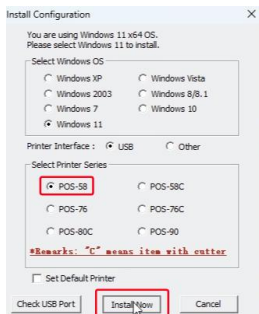 Install Configuration
You are using Windows 11 x64 OS.
Please select Windows 11 to install.
Select Windows OS
Windows XP Windows Vista
Windows 2003 Windows 8/8.1
Windows 7 Windows 10
Windows 11
Printer Interface : USB Other
Select Printer Series
POS-58 POS-58C
POS-76 POS-76C
POS-80C POS-90
*Remarks: "C" means item with cutter
Set Default Printer
Check USB Port Install Now Cancel